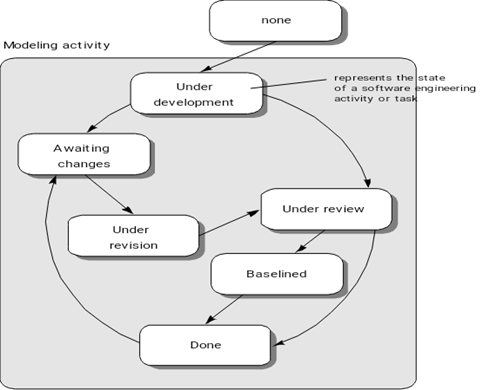 none
Modeling activity
Under
development
represents the state
of a software engineering
activity or task
Awaiting
changes
Under review
Under
revision
Baselined
Done